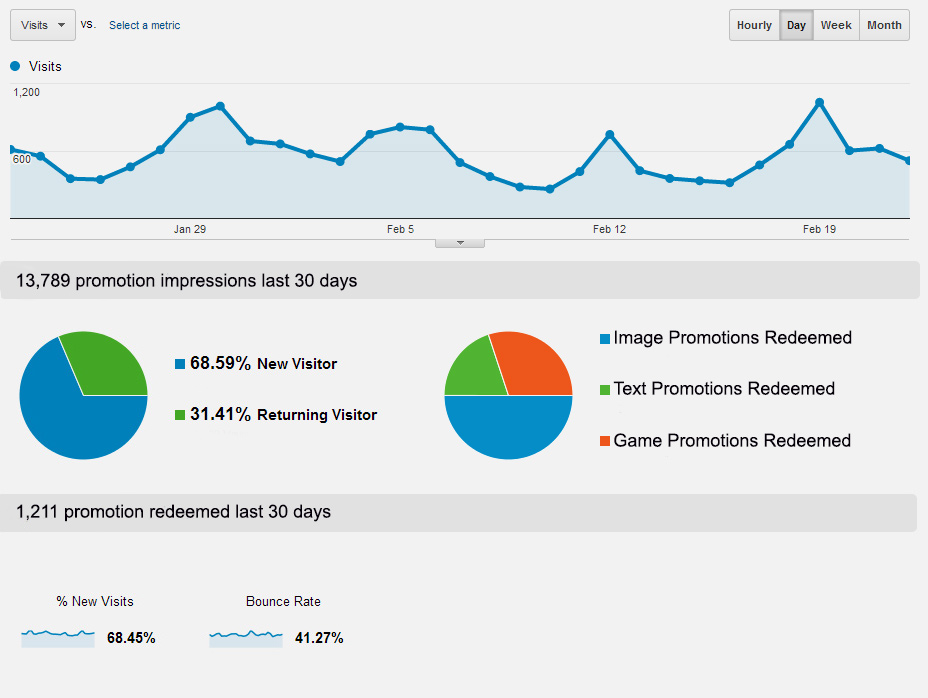 Visits vs. Select a metric Hourly Day Week Month
Visits
1,200
600
Jan 29 Feb 5 Feb 12 Feb 19
13,789 promotion impressions last 30 days
68.59% New Visitor
31.41% Returning Visitor
Image Promotions Redeemed
Text Promotions Redeemed
Game Promotions Redeemed
1,211 promotion redeemed last 30 days
% New Visits Bounce Rate
68.45% 41.27%